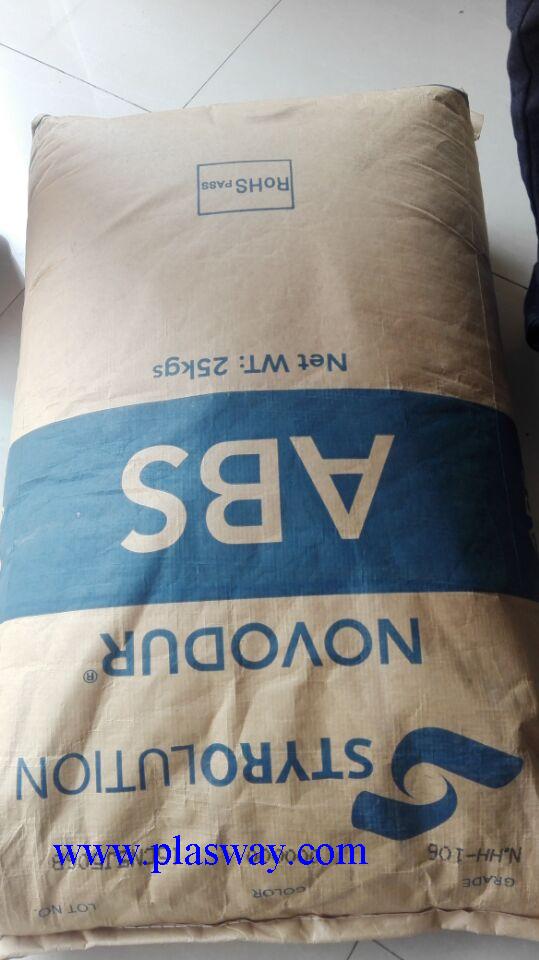 LOT NO. COLOR GRADE
N.HH-106
www.plasway.com
STYROLUTION
NOVODUR®
ABS
Net WT: 25kgs
RoHS PASS